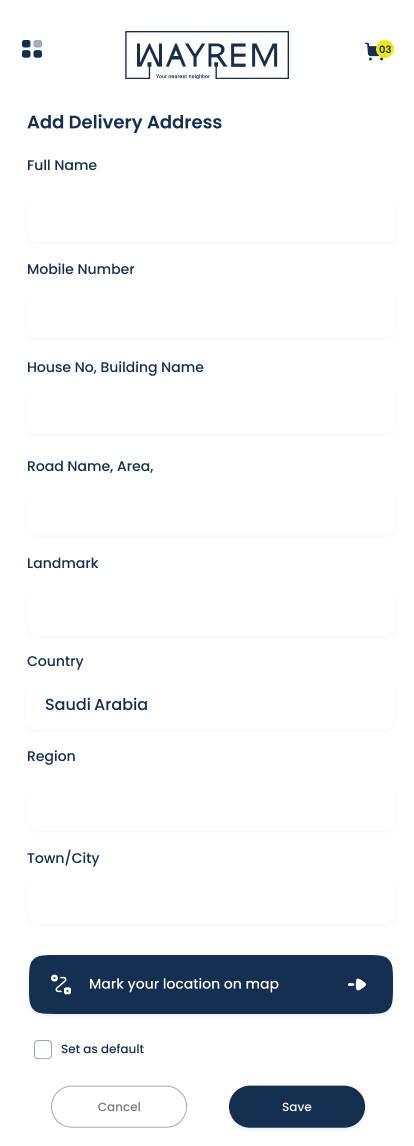 WAYREM
Your nearest neighbor
03
Add Delivery Address
Full Name
Mobile Number
House No, Building Name
Road Name, Area,
Landmark
Country
Saudi Arabia
Region
Town/City
Mark your location on map
Set as default
Cancel
Save